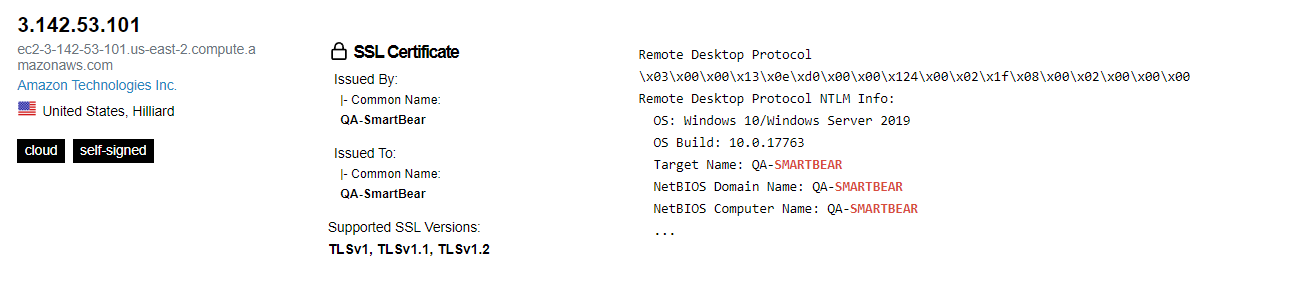 3.142.53.101
ec2-3-142-53-101.us-east-2.compute.a
mazonaws.com
Amazon Technologies Inc.
United States, Hilliard
cloud self-signed
SSL Certificate
Issued By:
|- Common Name:
QA-SmartBear
Issued To:
|- Common Name:
QA-SmartBear
Supported SSL Versions:
TLSv1, TLSv1.1, TLSv1.2
Remote Desktop Protocol
\x03\x00\x00\x13\x0e\xd0\x00\x00\x124\x00\x02\x1f\x08\x00\x02\x00\x00\x00
Remote Desktop Protocol NTLM Info:
OS: Windows 10/Windows Server 2019
OS Build: 10.0.17763
Target Name: QA-SMARTBEAR
NetBIOS Domain Name: QA-SMARTBEAR
NetBIOS Computer Name: QA-SMARTBEAR
...